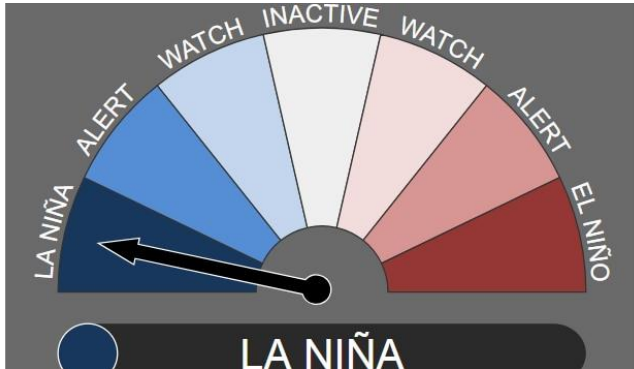 LA NIÑA
ALERT
WATCH
INACTIVE
WATCH
ALERT
EL NIÑO
LA NIÑA